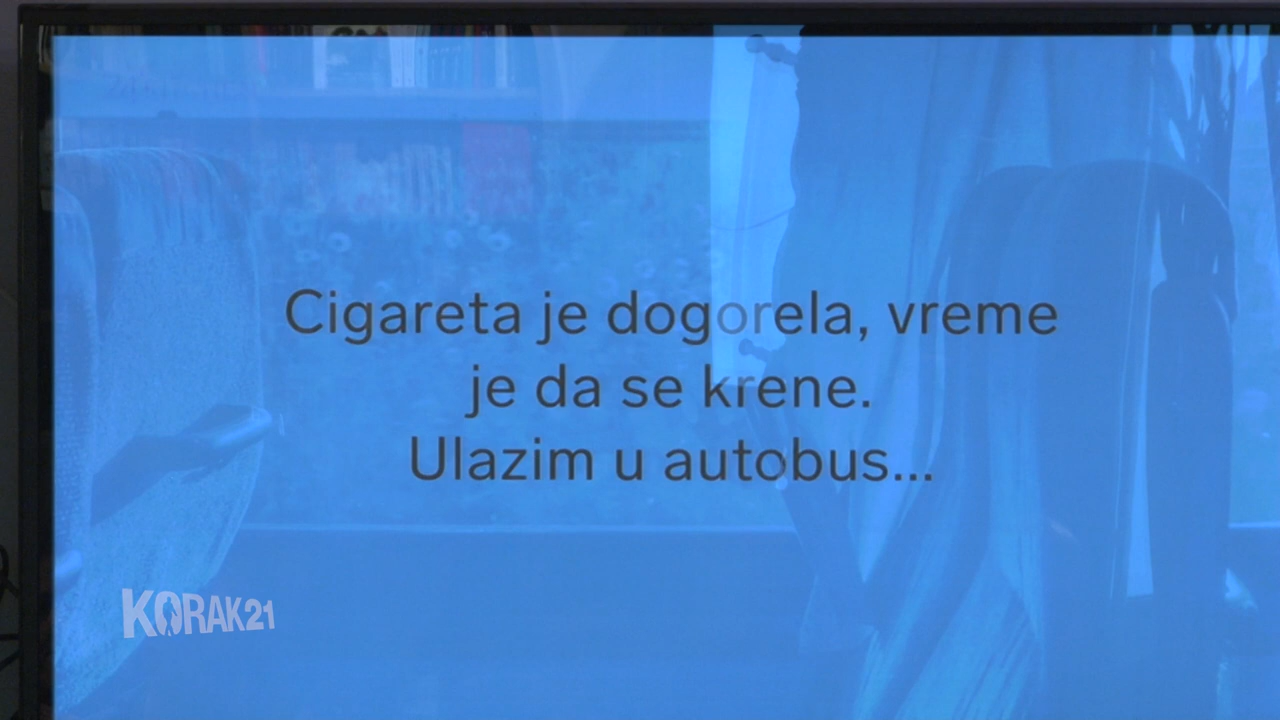 Cigareta je dogorela, vreme
je da se krene.
Ulazim u autobus...
KORAK21